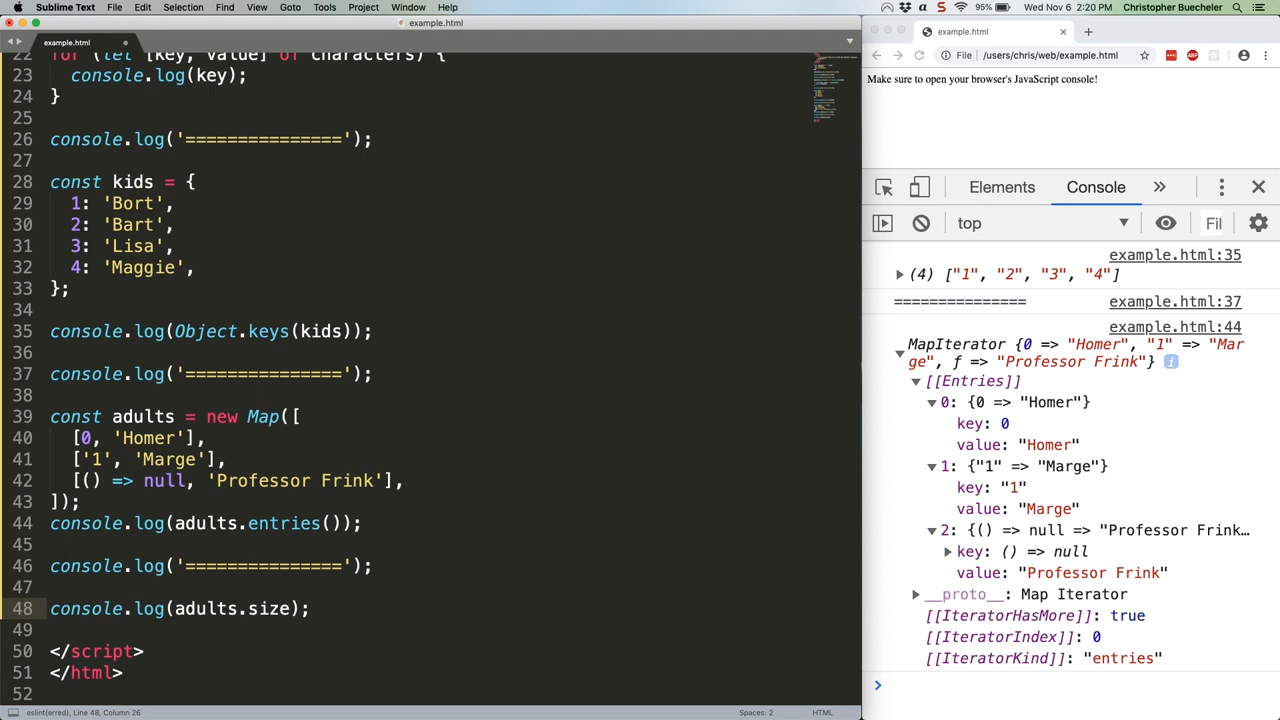 Sublime Text File Edit Selection Find View Goto Tools Project Window Help 95% Wed Nov 6 2:20 PM Christopher Buecheler
example.html
example.html
22 for (let [key, value] of characters) {
23 console.log(key);
24 }
25
26 console.log('===============');
27
28 const kids = {
29 1: 'Bort',
30 2: 'Bart',
31 3: 'Lisa',
32 4: 'Maggie',
33 };
34
35 console.log(Object.keys(kids));
36
37 console.log('===============');
38
39 const adults = new Map([
40 [0, 'Homer'],
41 ['1', 'Marge'],
42 [() => null, 'Professor Frink'],
43 ]);
44 console.log(adults.entries());
45
46 console.log('===============');
47
48 console.log(adults.size);
49
50 </script>
51 </html>
52
eslint(erred), Line 48, Column 26 Spaces: 2 HTML
example.html
File /users/chris/web/example.html ABP
Make sure to open your browser's JavaScript console!
Elements Console »
top Fil
example.html:35
(4) ["1", "2", "3", "4"]
=============== example.html:37
example.html:44
MapIterator {0 => "Homer", "1" => "Mar
ge", ƒ => "Professor Frink"} i
[[Entries]]
0: {0 => "Homer"}
key: 0
value: "Homer"
1: {"1" => "Marge"}
key: "1"
value: "Marge"
2: {() => null => "Professor Frink…
key: () => null
value: "Professor Frink"
__proto__: Map Iterator
[[IteratorHasMore]]: true
[[IteratorIndex]]: 0
[[IteratorKind]]: "entries"